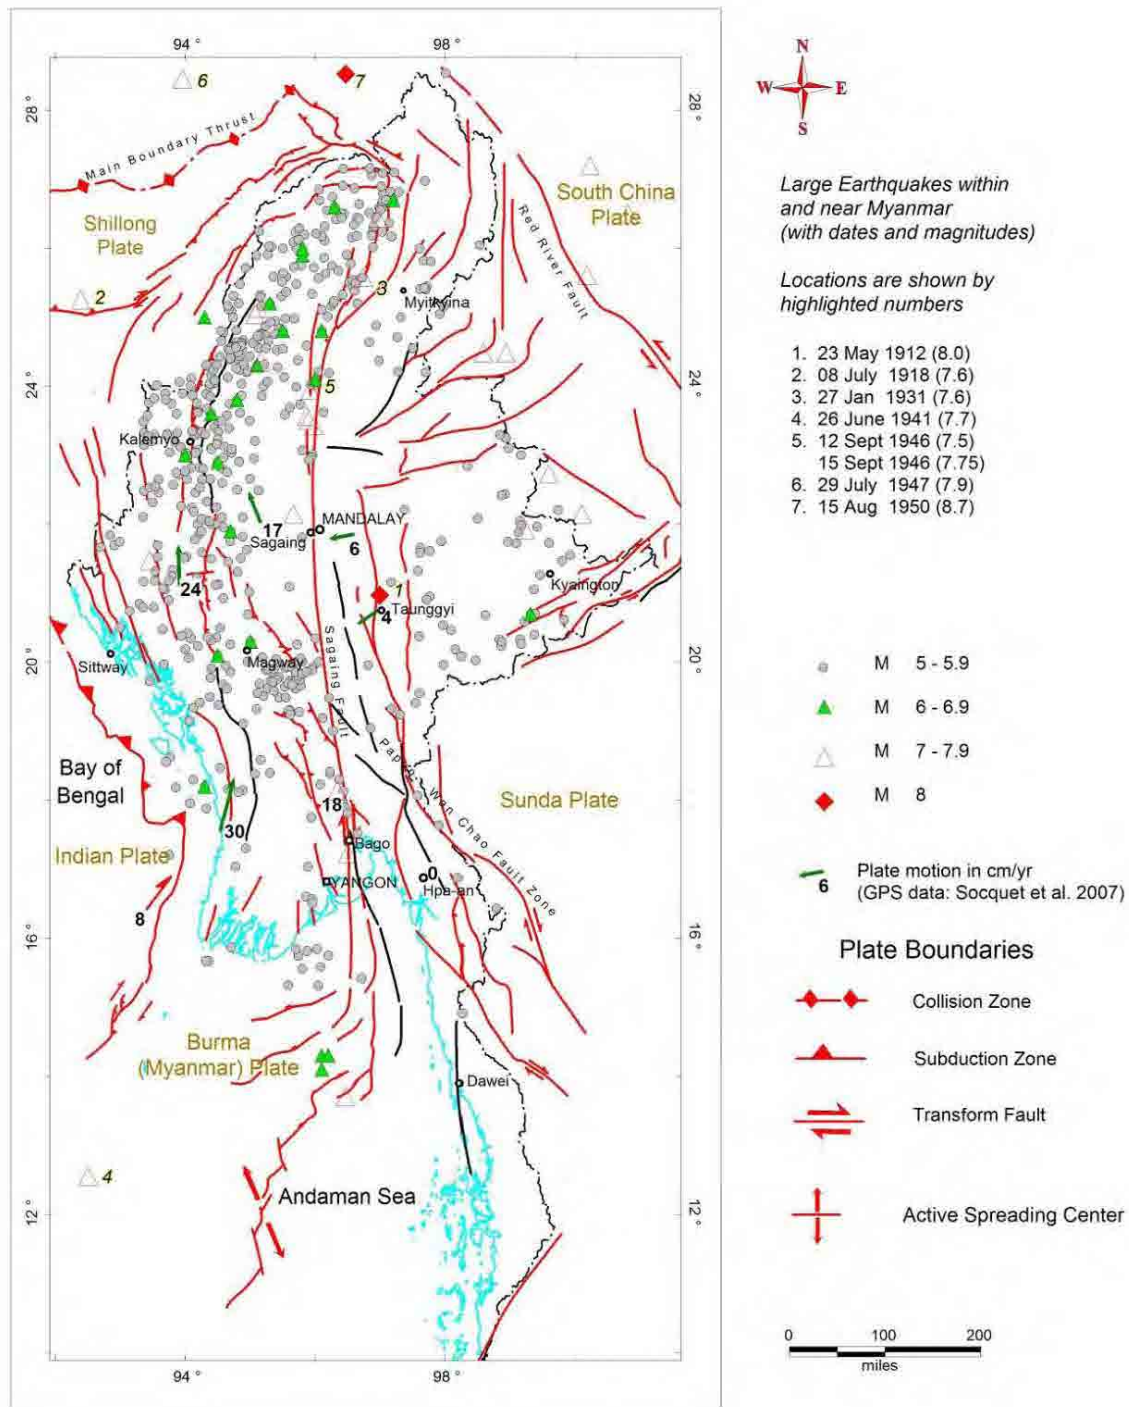 94 °
98 °
N
W E
S
6
7
28 °
28 °
Main Boundary Thrust
Large Earthquakes within
and near Myanmar
(with dates and magnitudes)
South China
Plate
Shillong
Plate
Red River Fault
Locations are shown by
highlighted numbers
2
3
Myitkyina
1. 23 May 1912 (8.0)
2. 08 July 1918 (7.6)
3. 27 Jan 1931 (7.6)
4. 26 June 1941 (7.7)
5. 12 Sept 1946 (7.5)
15 Sept 1946 (7.75)
6. 29 July 1947 (7.9)
7. 15 Aug 1950 (8.7)
24 °
24 °
5
Kalemyo
17
MANDALAY
Sagaing
6
24
Kyaington
1
Taunggyi
4
20 °
20 °
Sittway
Magway
Sagaing Fault
M 5 - 5.9
M 6 - 6.9
M 7 - 7.9
M 8
Bay of
Bengal
Wan Chao Fault Zone
Sunda Plate
18
30
Bago
Indian Plate
YANGON
0
Hpa-an
8
6
Plate motion in cm/yr
(GPS data: Socquet et al. 2007)
16 °
16 °
Plate Boundaries
Collision Zone
Burma
(Myanmar) Plate
Subduction Zone
Dawei
Transform Fault
4
Andaman Sea
12 °
12 °
Active Spreading Center
0 100 200
miles
94 °
98 °